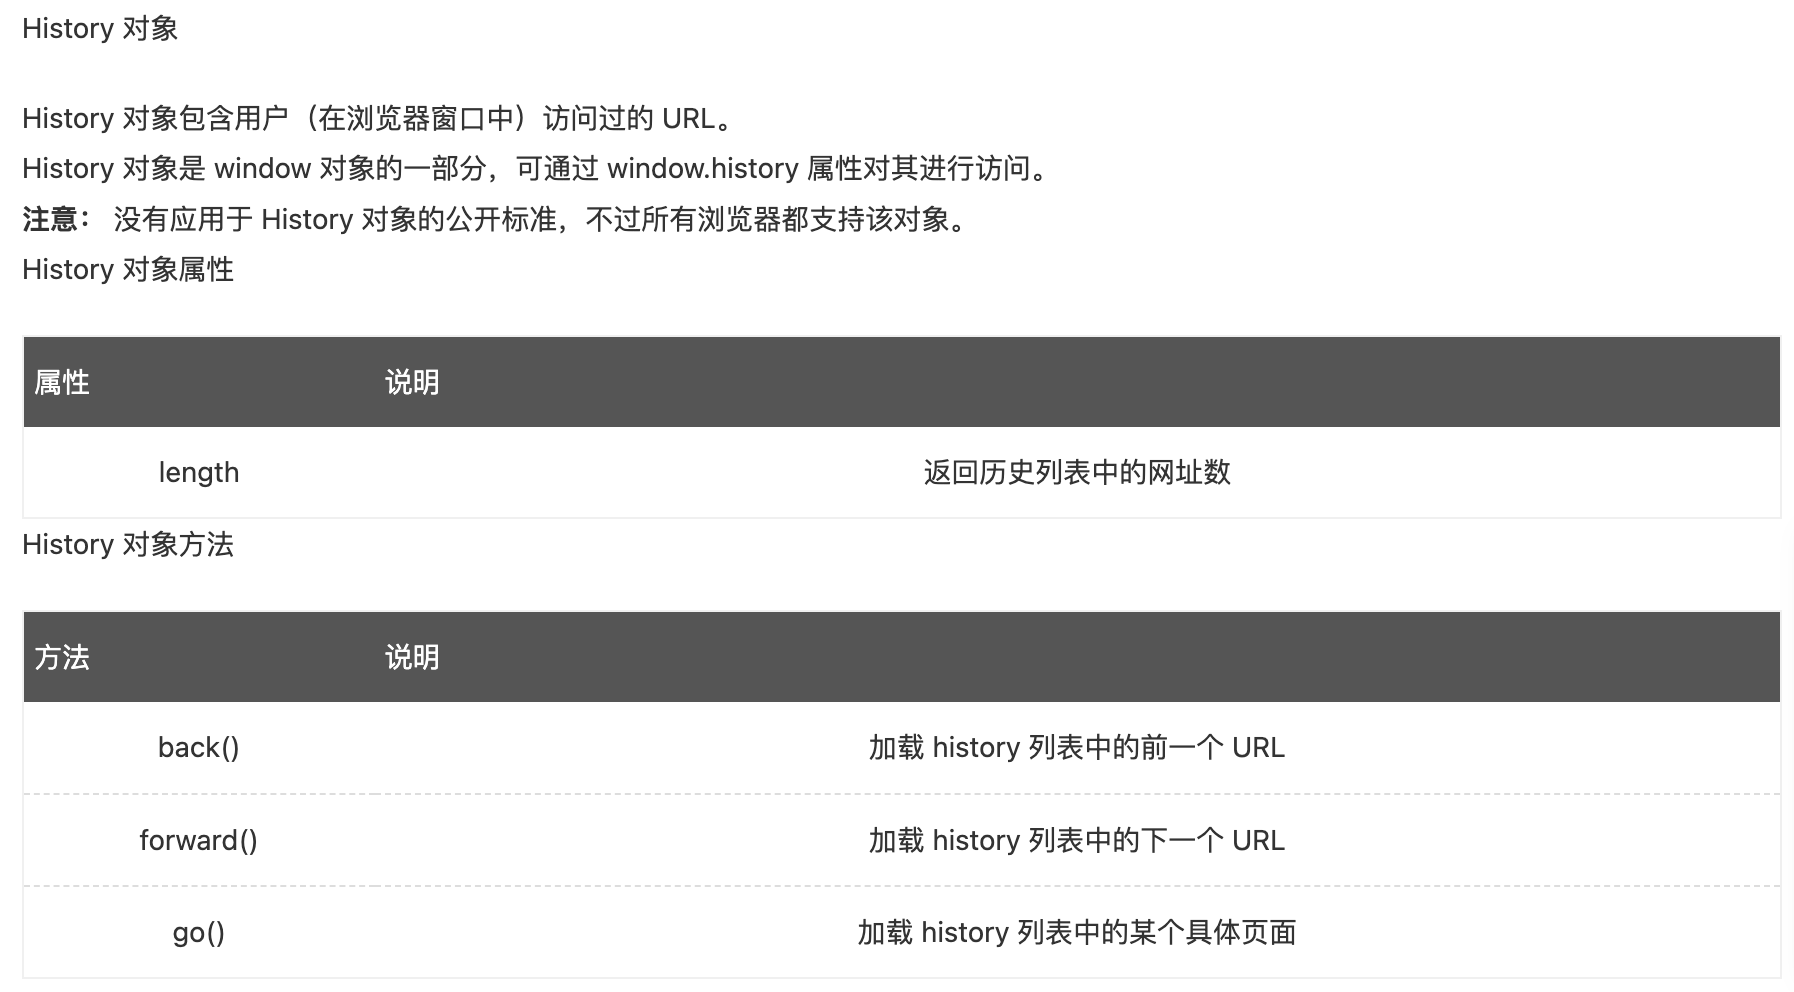 History 对象
History 对象包含用户（在浏览器窗口中）访问过的 URL。
History 对象是 window 对象的一部分，可通过 window.history 属性对其进行访问。
注意： 没有应用于 History 对象的公开标准，不过所有浏览器都支持该对象。
History 对象属性
属性 说明
length 返回历史列表中的网址数
History 对象方法
方法 说明
back() 加载 history 列表中的前一个 URL
forward() 加载 history 列表中的下一个 URL
go() 加载 history 列表中的某个具体页面